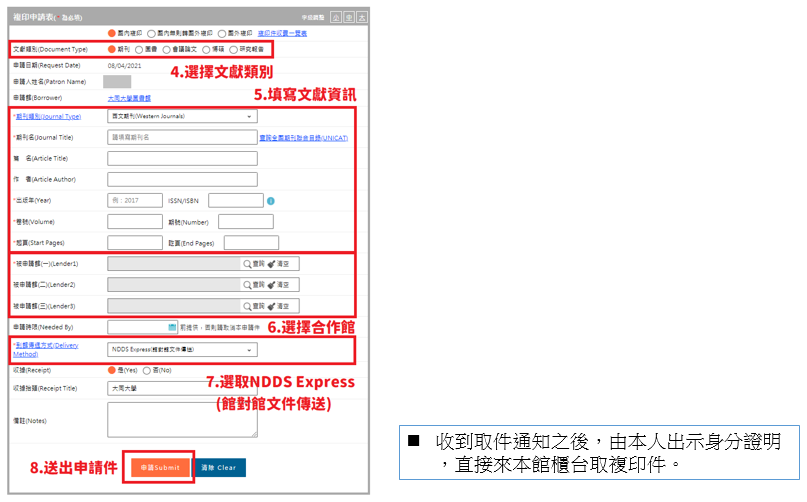 複印申請表(*為必填)
字級調整 小 中 大
國內複印 國內無則轉國外複印 國外複印 複印件收費一覽表
文獻類別(Document Type) 期刊 圖書 會議論文 博碩 研究報告
申請日期(Request Date) 08/04/2021
4.選擇文獻類別
申請人姓名(Patron Name)
5.填寫文獻資訊
申請館(Borrower) 大同大學圖書館
*期刊類別(Journal Type) 西文期刊(Western Journals)
*期刊名(Journal Title) 請填寫期刊名 查詢全國期刊聯合目錄(UNICAT)
篇 名(Article Title)
作 者(Article Author)
*出版年(Year) 例：2017 ISSN/ISBN
*卷號(Volume) 期號(Number)
*起頁(Start Pages) 訖頁(End Pages)
*被申請館(一)(Lender1) 查詢 清空
被申請館(二)(Lender2) 查詢 清空
被申請館(三)(Lender3) 查詢 清空
申請時限(Needed By) 前提供，否則請取消本申請件
6.選擇合作館
*到館傳遞方式(Delivery
Method) NDDS Express(館對館文件傳送)
收據(Receipt) 是(Yes) 否(No)
7.選取NDDS Express
收據抬頭(Receipt Title) 大同大學
(館對館文件傳送)
備註(Notes)
8.送出申請件
申請Submit 清除 Clear
■ 收到取件通知之後，由本人出示身分證明
，直接來本館櫃台取複印件。